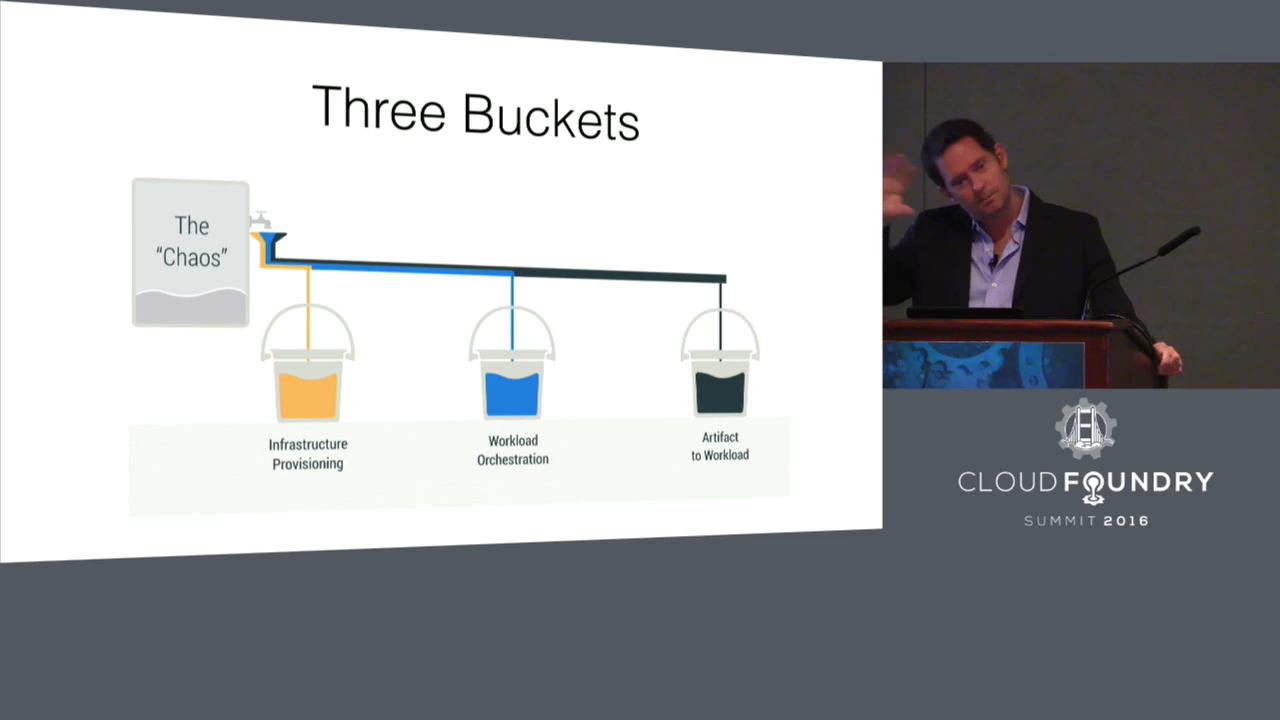 Three Buckets
The
“Chaos”
Infrastructure
Provisioning
Workload
Orchestration
Artifact
to Workload
CLOUD FOUNDRY
SUMMIT 2016